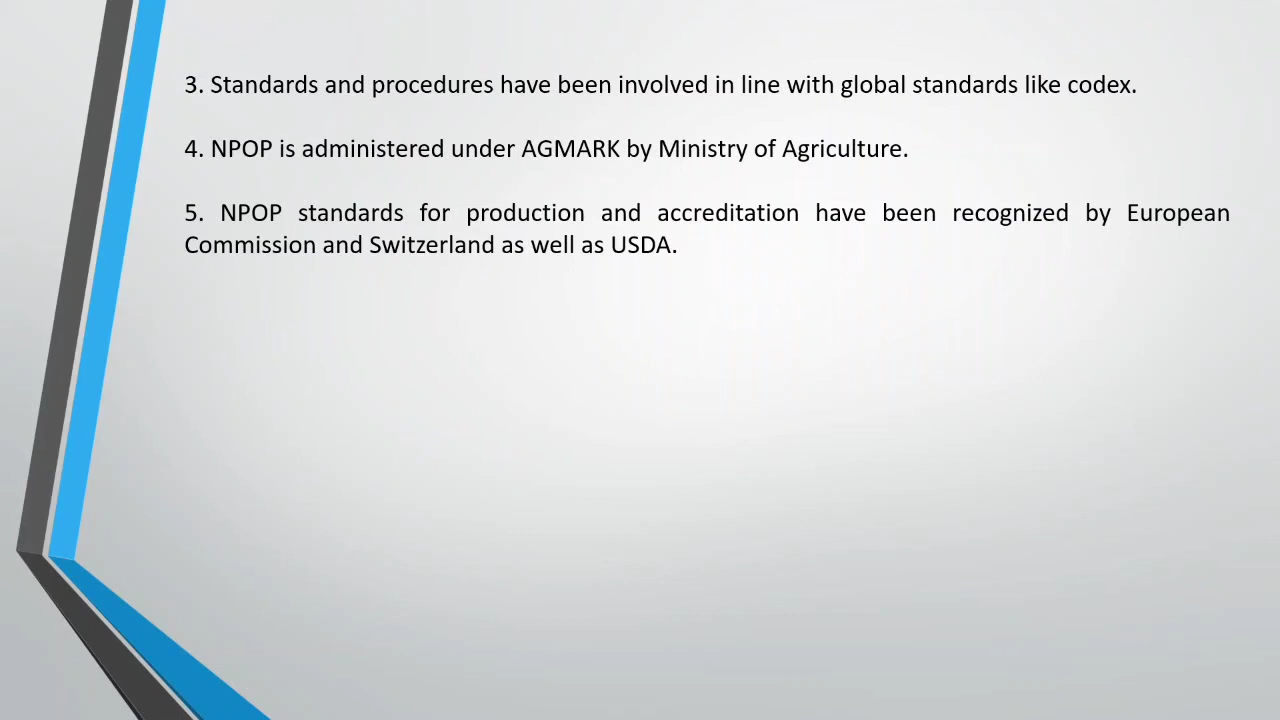 3. Standards and procedures have been involved in line with global standards like codex.
4. NPOP is administered under AGMARK by Ministry of Agriculture.
5. NPOP standards for production and accreditation have been recognized by European
Commission and Switzerland as well as USDA.